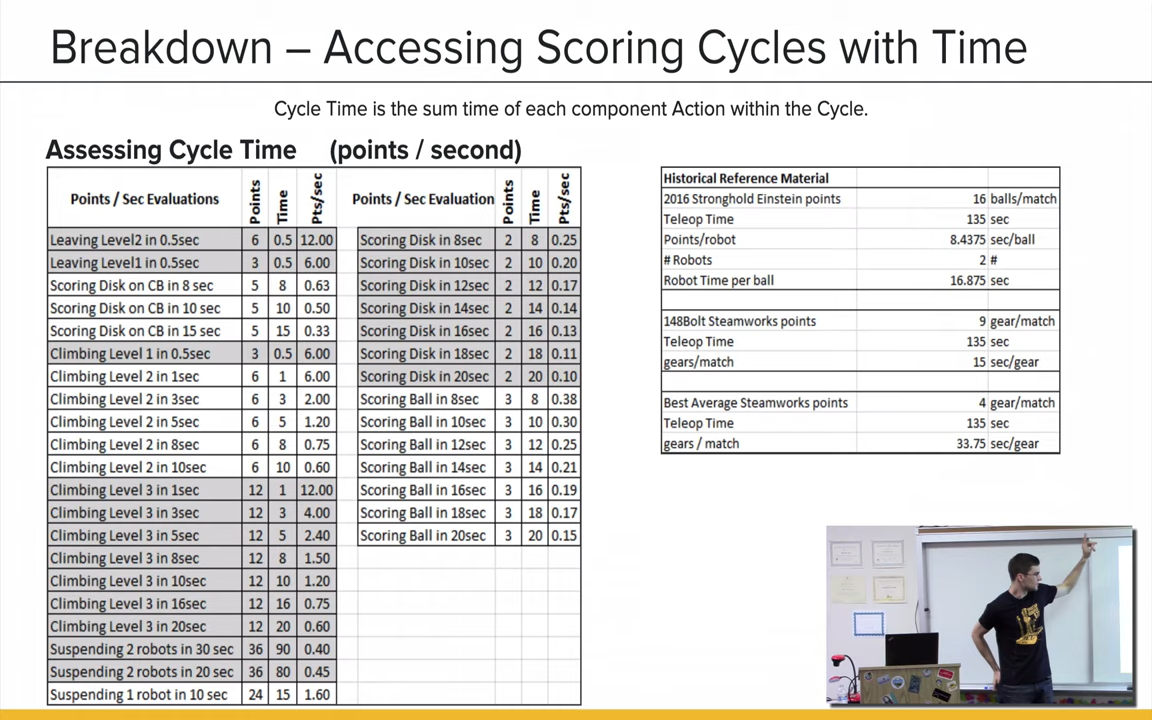 Breakdown – Accessing Scoring Cycles with Time
Cycle Time is the sum time of each component Action within the Cycle.
Assessing Cycle Time (points / second)
Points / Sec Evaluations Points Time Pts/sec Points / Sec Evaluation Points Time Pts/sec
Leaving Level2 in 0.5sec 6 0.5 12.00 Scoring Disk in 8sec 2 8 0.25
Leaving Level1 in 0.5sec 3 0.5 6.00 Scoring Disk in 10sec 2 10 0.20
Scoring Disk on CB in 8 sec 5 8 0.63 Scoring Disk in 12sec 2 12 0.17
Scoring Disk on CB in 10 sec 5 10 0.50 Scoring Disk in 14sec 2 14 0.14
Scoring Disk on CB in 15 sec 5 15 0.33 Scoring Disk in 16sec 2 16 0.13
Climbing Level 1 in 0.5sec 3 0.5 6.00 Scoring Disk in 18sec 2 18 0.11
Climbing Level 2 in 1sec 6 1 6.00 Scoring Disk in 20sec 2 20 0.10
Climbing Level 2 in 3sec 6 3 2.00 Scoring Ball in 8sec 3 8 0.38
Climbing Level 2 in 5sec 6 5 1.20 Scoring Ball in 10sec 3 10 0.30
Climbing Level 2 in 8sec 6 8 0.75 Scoring Ball in 12sec 3 12 0.25
Climbing Level 2 in 10sec 6 10 0.60 Scoring Ball in 14sec 3 14 0.21
Climbing Level 3 in 1sec 12 1 12.00 Scoring Ball in 16sec 3 16 0.19
Climbing Level 3 in 3sec 12 3 4.00 Scoring Ball in 18sec 3 18 0.17
Climbing Level 3 in 5sec 12 5 2.40 Scoring Ball in 20sec 3 20 0.15
Climbing Level 3 in 8sec 12 8 1.50
Climbing Level 3 in 10sec 12 10 1.20
Climbing Level 3 in 16sec 12 16 0.75
Climbing Level 3 in 20sec 12 20 0.60
Suspending 2 robots in 30 sec 36 90 0.40
Suspending 2 robots in 20 sec 36 80 0.45
Suspending 1 robot in 10 sec 24 15 1.60
Historical Reference Material
2016 Stronghold Einstein points 16 balls/match
Teleop Time 135 sec
Points/robot 8.4375 sec/ball
# Robots 2 #
Robot Time per ball 16.875 sec
148Bolt Steamworks points 9 gear/match
Teleop Time 135 sec
gears/match 15 sec/gear
Best Average Steamworks points 4 gear/match
Teleop Time 135 sec
gears / match 33.75 sec/gear